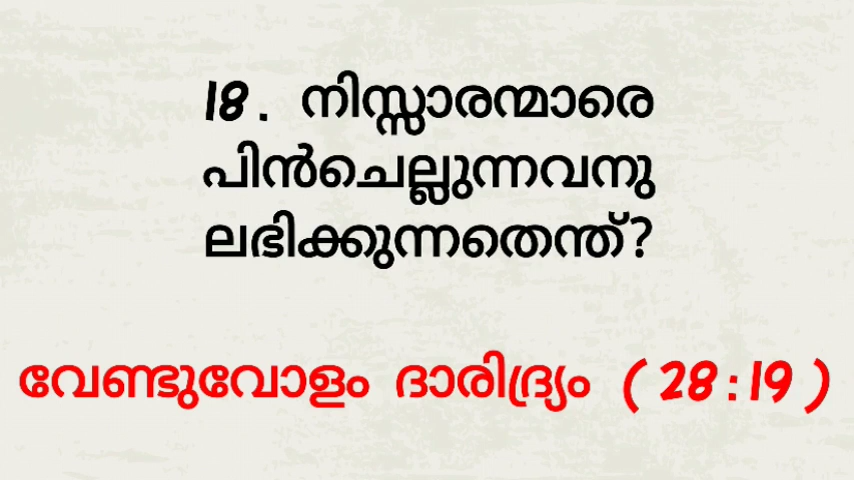 18. നിസ്സാരന്മാരെ
പിൻചെല്ലുന്നവനു
ലഭിക്കുന്നതെന്ത്?
വേണ്ടുവോളം ദാരിദ്ര്യം (28:19)